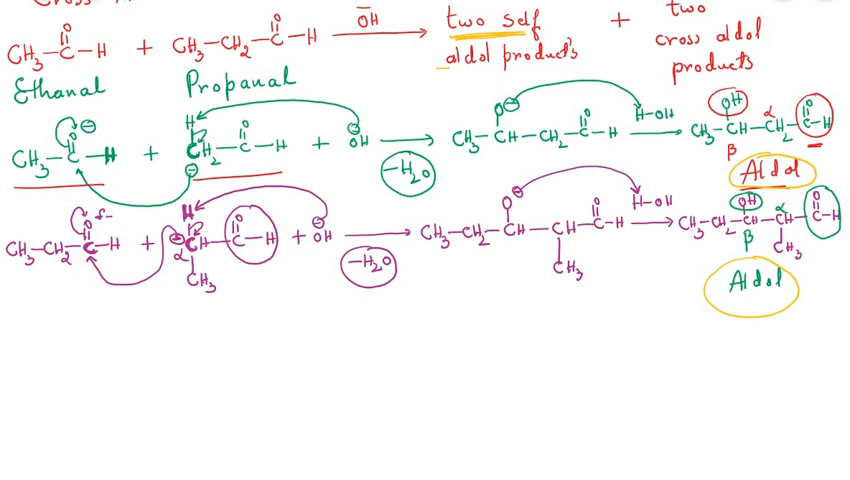 CH₃-C(=O)-H + CH₃-CH₂-C(=O)-H —⁻OH→ two self aldol products + two cross aldol products
Ethanal Propanal
CH₃-C(=O⊖)-H + H-CH₂⊖-C(=O)-H + ⊖OH —-H₂O→ CH₃-CH(O⊖)-CH₂-C(=O)-H H-OH → CH₃-CH(OH)-CH₂-C(=O)-H
β α
Aldol
CH₃-CH₂-C(=O δ-)-H + H-⊖CH(CH₃)-C(=O)-H + ⊖OH —-H₂O→ CH₃-CH₂-CH(O⊖)-CH(CH₃)-C(=O)-H H-OH → CH₃-CH₂-CH(OH)-CH(CH₃)-C(=O)-H
α β α
Aldol